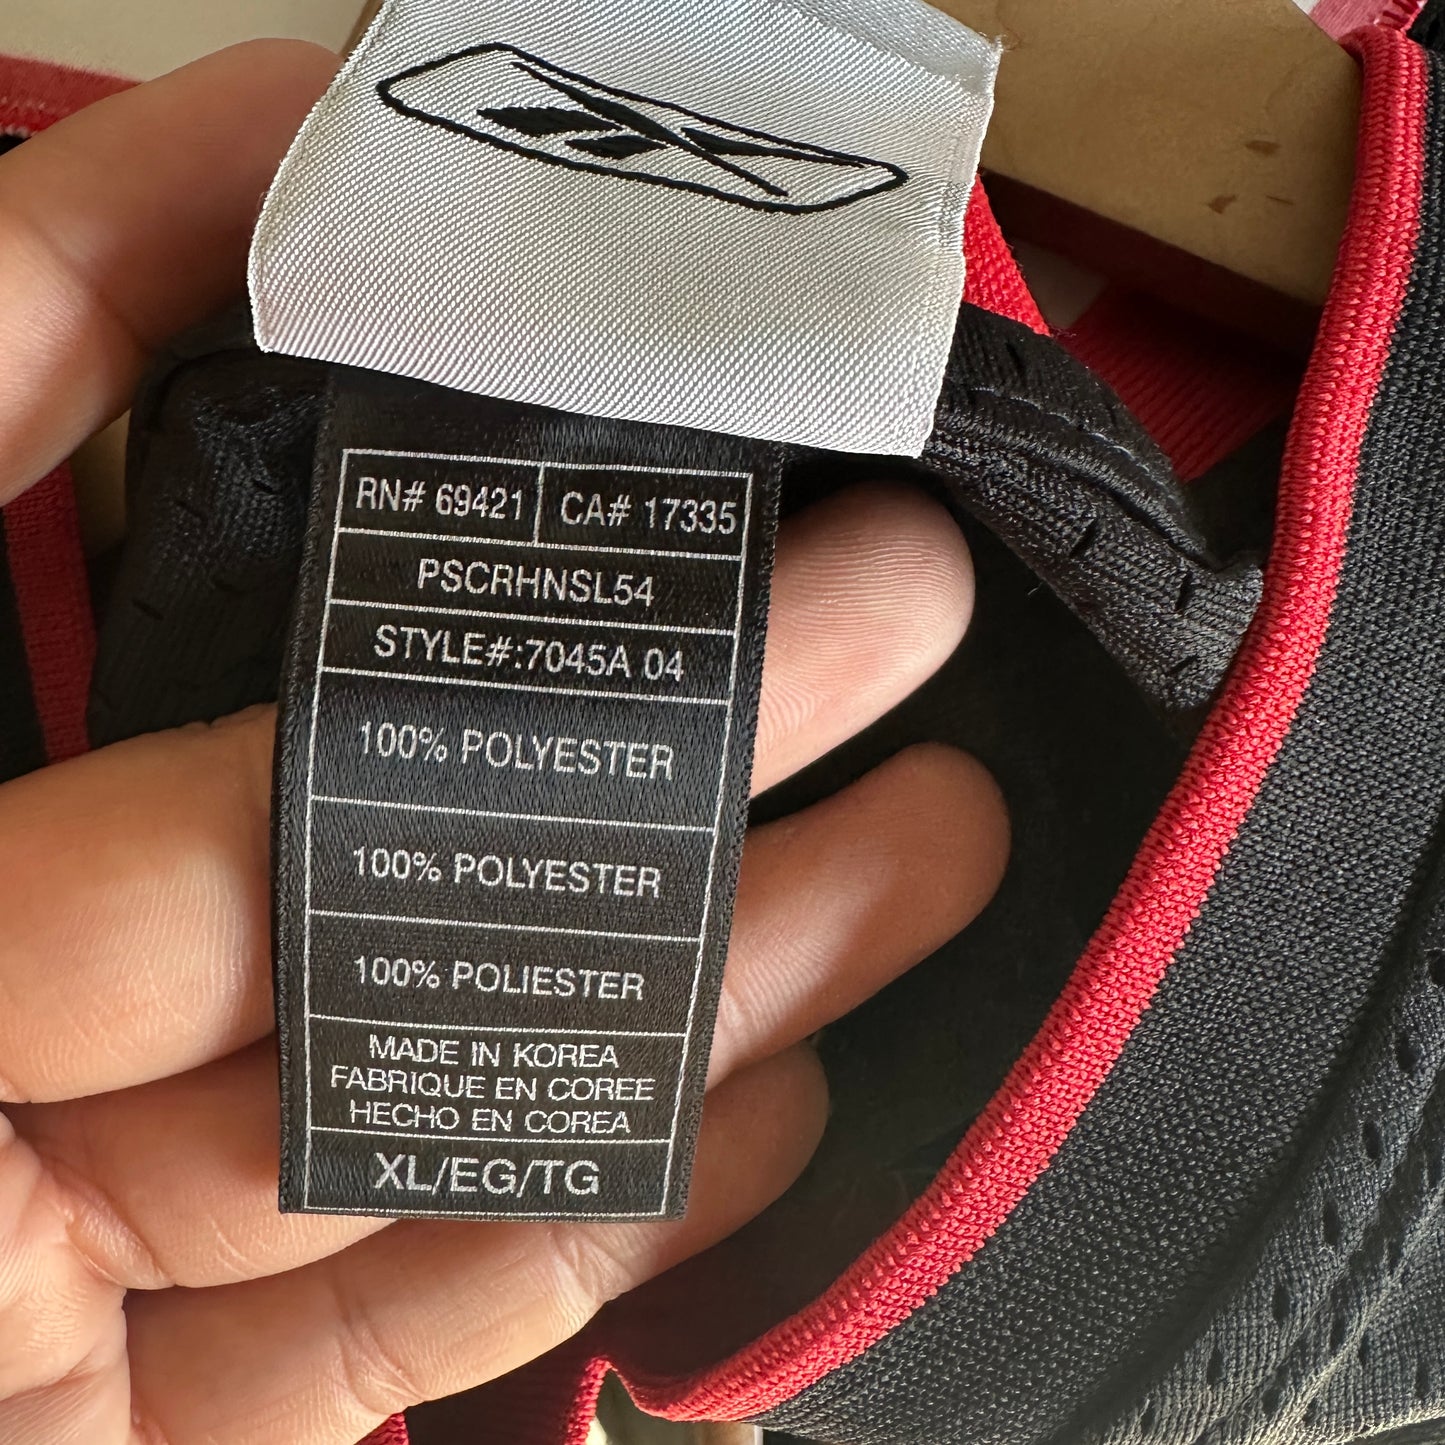 RN# 69421 CA# 17335
PSCRHNSL54
STYLE#:7045A 04
100% POLYESTER
100% POLYESTER
100% POLIESTER
MADE IN KOREA
FABRIQUE EN COREE
HECHO EN COREA
XL/EG/TG